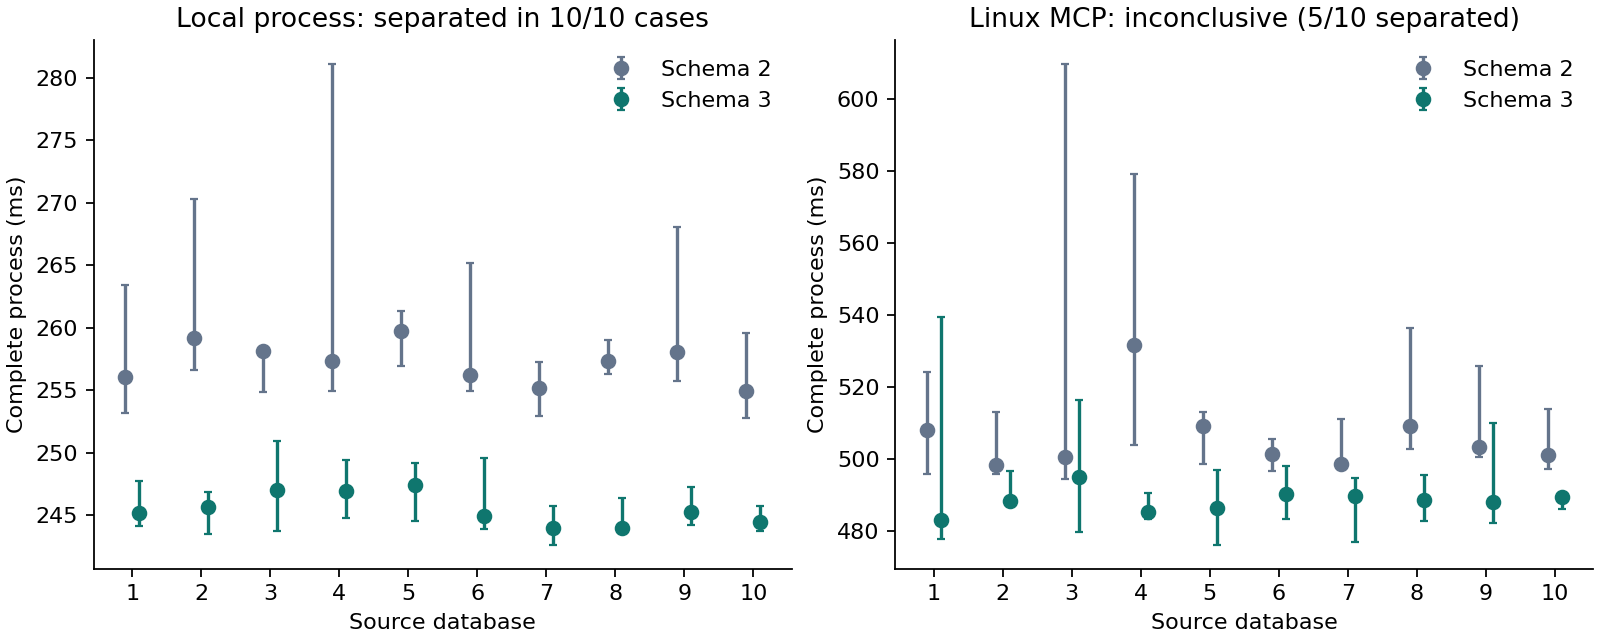 Local process: separated in 10/10 cases
Schema 2
Schema 3
280
275
270
265
260
255
250
245
Complete process (ms)
1 2 3 4 5 6 7 8 9 10
Source database
Linux MCP: inconclusive (5/10 separated)
Schema 2
Schema 3
600
580
560
540
520
500
480
Complete process (ms)
1 2 3 4 5 6 7 8 9 10
Source database